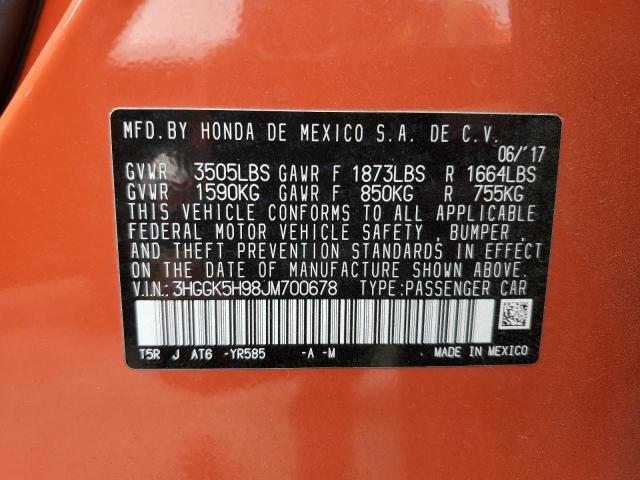 MFD.BY HONDA DE MEXICO S.A. DE C.V.
06/'17
GVWR 3505LBS GAWR F 1873LBS R 1664LBS
GVWR 1590KG GAWR F 850KG R 755KG
THIS VEHICLE CONFORMS TO ALL APPLICABLE
FEDERAL MOTOR VEHICLE SAFETY, BUMPER,
AND THEFT PREVENTION STANDARDS IN EFFECT
ON THE DATE OF MANUFACTURE SHOWN ABOVE.
V.I.N.: 3HGGK5H98JM700678 TYPE:PASSENGER CAR
T5R J AT6 -YR585 -A -M MADE IN MEXICO